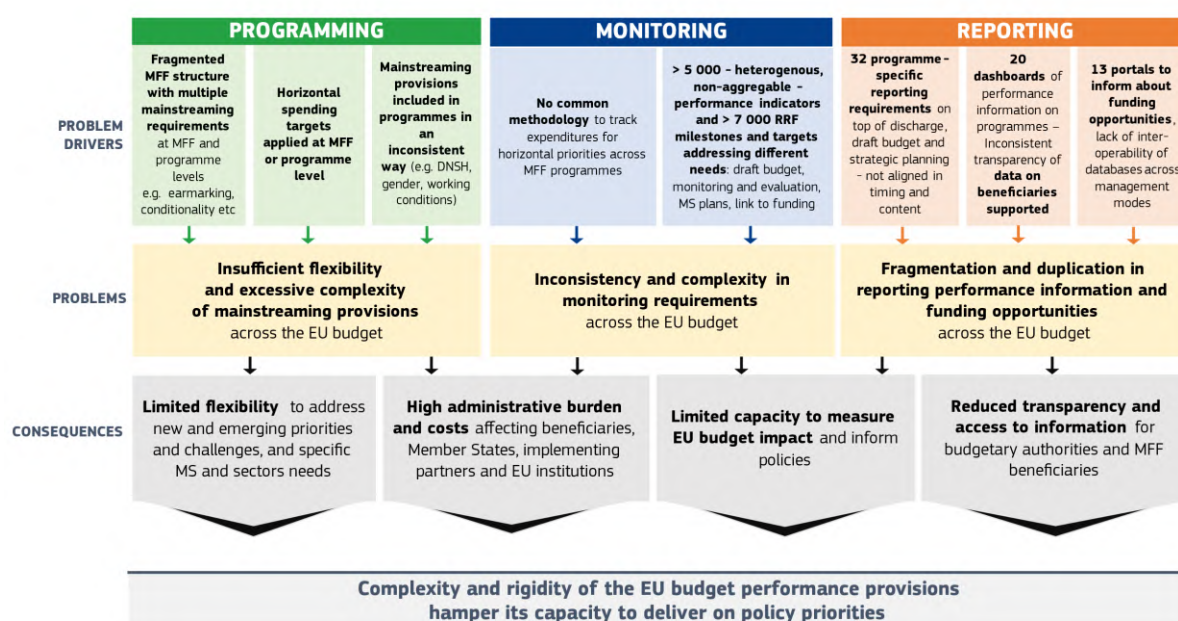 PROGRAMMING
MONITORING
REPORTING
PROBLEM
DRIVERS
Fragmented
MFF structure
with multiple
mainstreaming
requirements
at MFF and
programme
levels
e.g. earmarking,
conditionality etc
Horizontal
spending
targets
applied at MFF
or programme
level
Mainstreaming
provisions
included in
programmes in
an
inconsistent
way (e.g. DNSH,
gender, working
conditions)
No common
methodology to track
expenditures for
horizontal priorities across
MFF programmes
> 5 000 – heterogenous,
non-aggregable –
performance indicators
and > 7 000 RRF
milestones and targets
addressing different
needs: draft budget,
monitoring and evaluation,
MS plans, link to funding
32 programme-
specific
reporting
requirements on
top of discharge,
draft budget and
strategic planning
- not aligned in
timing and
content
20
dashboards of
performance
information on
programmes –
Inconsistent
transparency of
data on
beneficiaries
supported
13 portals to
inform about
funding
opportunities,
lack of inter-
operability of
databases across
management
modes
PROBLEMS
Insufficient flexibility
and excessive complexity
of mainstreaming provisions
across the EU budget
Inconsistency and complexity in
monitoring requirements
across the EU budget
Fragmentation and duplication in
reporting performance information and
funding opportunities
across the EU budget
CONSEQUENCES
Limited flexibility to address
new and emerging priorities
and challenges, and specific
MS and sectors needs
High administrative burden
and costs affecting beneficiaries,
Member States, implementing
partners and EU institutions
Limited capacity to measure
EU budget impact and inform
policies
Reduced transparency and
access to information for
budgetary authorities and MFF
beneficiaries
Complexity and rigidity of the EU budget performance provisions
hamper its capacity to deliver on policy priorities